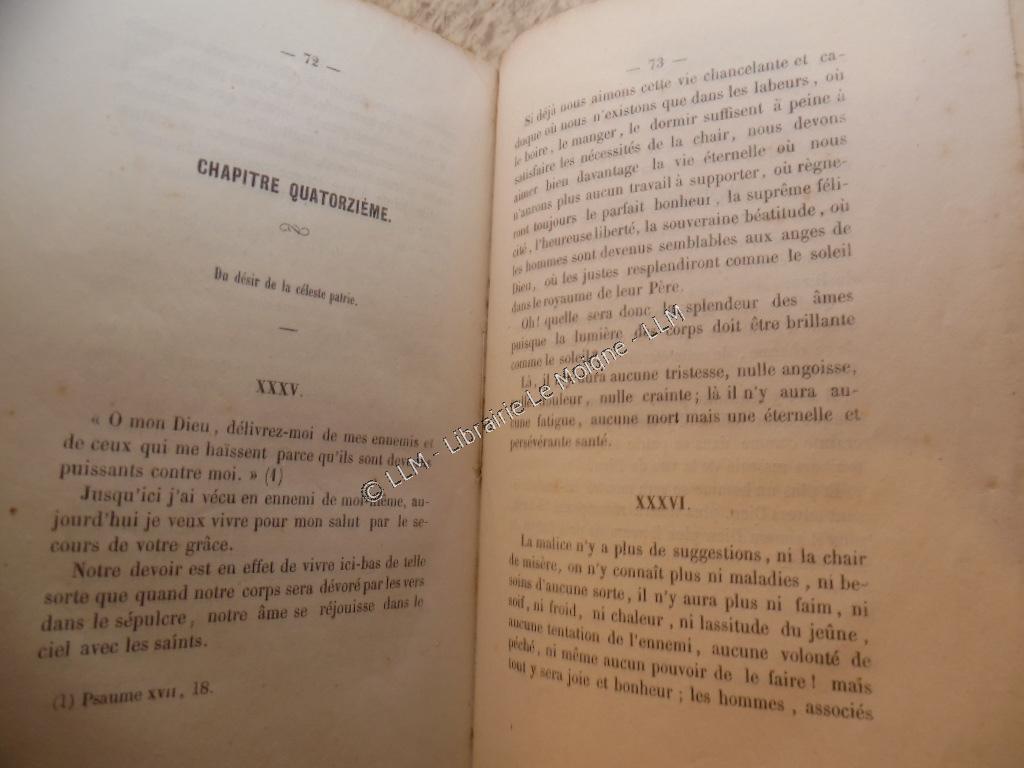 — 72 —
CHAPITRE QUATORZIÈME.
Du désir de la céleste patrie.
XXXV.
« O mon Dieu, délivrez-moi de mes ennemis et
de ceux qui me haïssent parce qu'ils sont devenus
puissants contre moi. » (1)
Jusqu'ici j'ai vécu en ennemi de moi-même, au-
jourd'hui je veux vivre pour mon salut par le se-
cours de votre grâce.
Notre devoir est en effet de vivre ici-bas de telle
sorte que quand notre corps sera dévoré par les vers
dans le sépulcre, notre âme se réjouisse dans le
ciel avec les saints.
(1) Psaume XVII, 18.
— 73 —
Si déjà nous aimons cette vie chancelante et ca-
duque où nous n'existons que dans les labeurs, où
le boire, le manger, le dormir suffisent à peine à
satisfaire les nécessités de la chair, nous devons
aimer bien davantage la vie éternelle où nous
n'aurons plus aucun travail à supporter, où règne-
ront toujours le parfait bonheur, la suprême féli-
cité, l'heureuse liberté, la souveraine béatitude, où
les hommes sont devenus semblables aux anges de
Dieu, où les justes resplendiront comme le soleil
dans le royaume de leur Père.
Oh! quelle sera donc la splendeur des âmes
puisque la lumière du corps doit être brillante
comme le soleil
Là, il n'y aura aucune tristesse, nulle angoisse,
nulle douleur, nulle crainte; là il n'y aura au-
cune fatigue, aucune mort mais une éternelle et
persévérante santé.
XXXVI.
La malice n'y a plus de suggestions, ni la chair
de misère, on n'y connaît plus ni maladies, ni be-
soins d'aucune sorte, il n'y aura plus ni faim, ni
soif, ni froid, ni chaleur, ni lassitude du jeûne,
aucune tentation de l'ennemi, aucune volonté de
péché, ni même aucun pouvoir de le faire! mais
tout y sera joie et bonheur; les hommes, associés
© LLM - Librairie Le Moigne - LLM